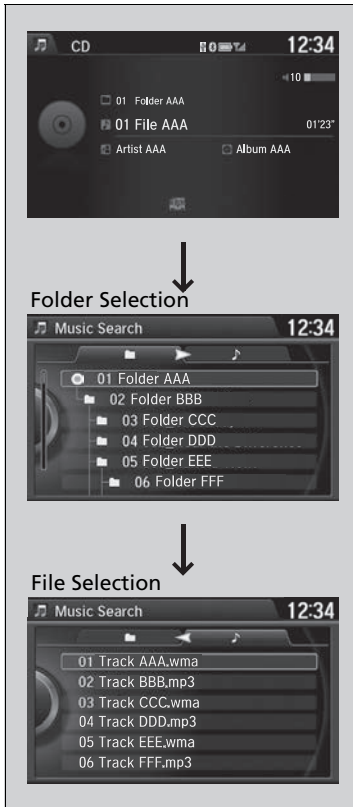 CD 12:34
10
01 Folder AAA
01 File AAA 01'23"
Artist AAA Album AAA
Folder Selection
Music Search 12:34
01 Folder AAA
02 Folder BBB
03 Folder CCC
04 Folder DDD
05 Folder EEE
06 Folder FFF
File Selection
Music Search 12:34
01 Track AAA.wma
02 Track BBB.mp3
03 Track CCC.wma
04 Track DDD.mp3
05 Track EEE.wma
06 Track FFF.mp3